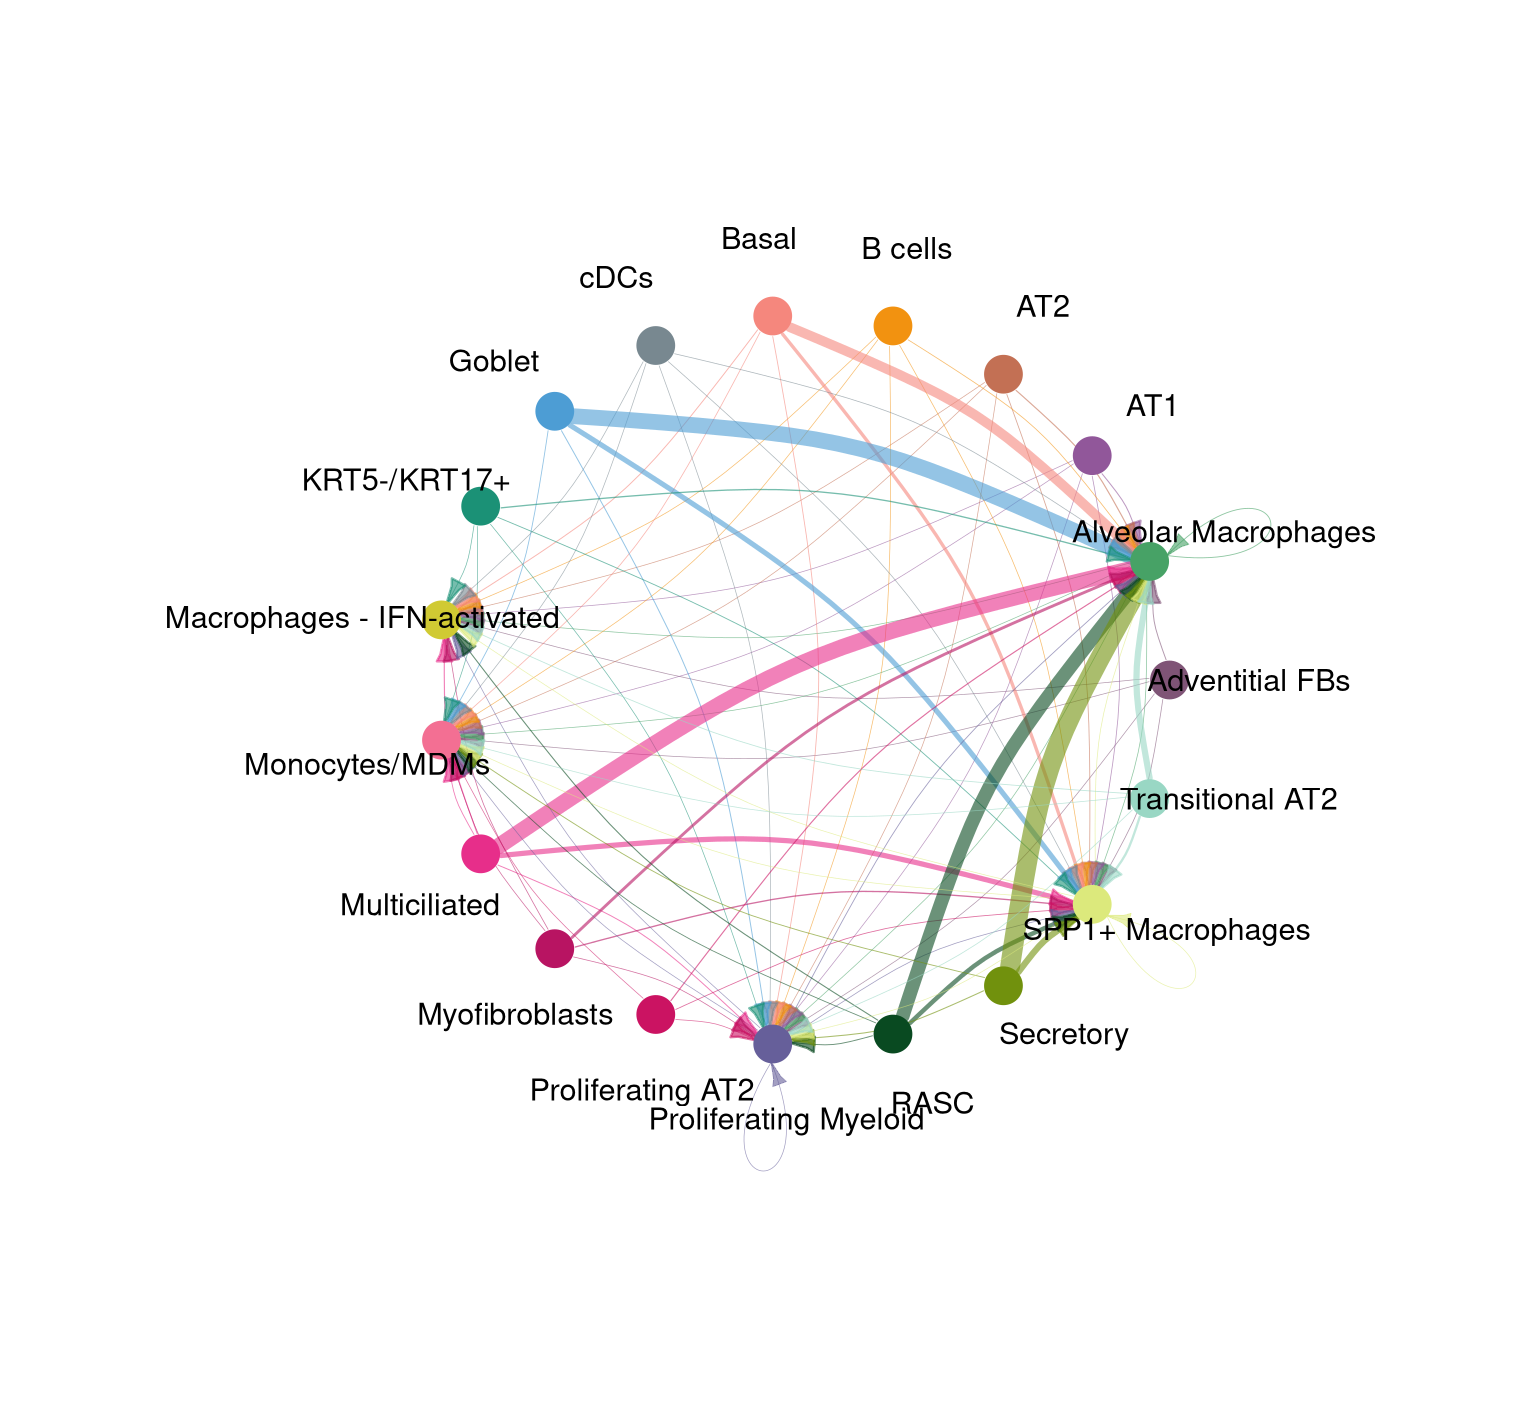 Basal
B cells
cDCs
AT2
Goblet
AT1
KRT5-/KRT17+
Alveolar Macrophages
Macrophages - IFN-activated
Adventitial FBs
Monocytes/MDMs
Transitional AT2
Multiciliated
SPP1+ Macrophages
Myofibroblasts
Secretory
Proliferating AT2
RASC
Proliferating Myeloid